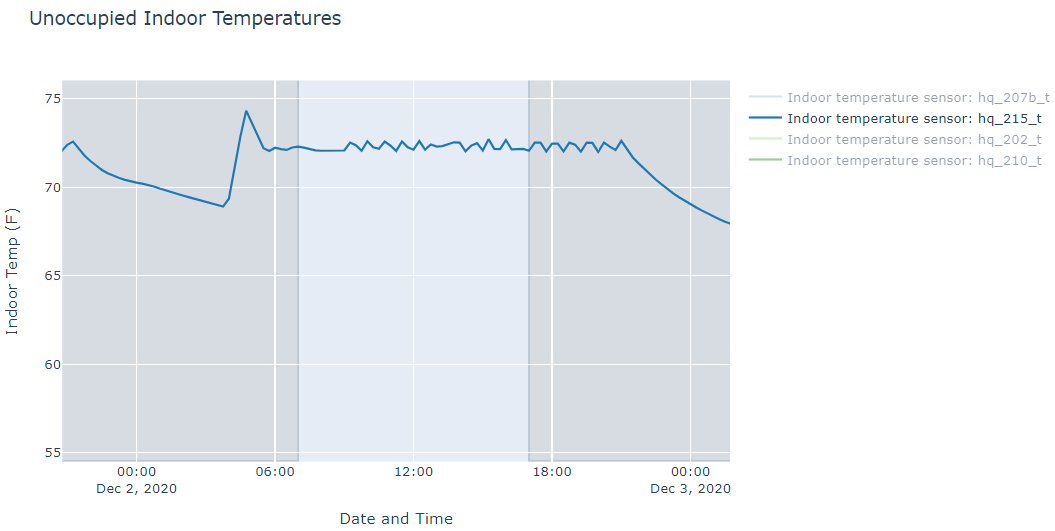 Unoccupied Indoor Temperatures
Indoor temperature sensor: hq_207b_t
Indoor temperature sensor: hq_215_t
Indoor temperature sensor: hq_202_t
Indoor temperature sensor: hq_210_t
Indoor Temp (F)
75
70
65
60
55
00:00
Dec 2, 2020
06:00
12:00
18:00
00:00
Dec 3, 2020
Date and Time